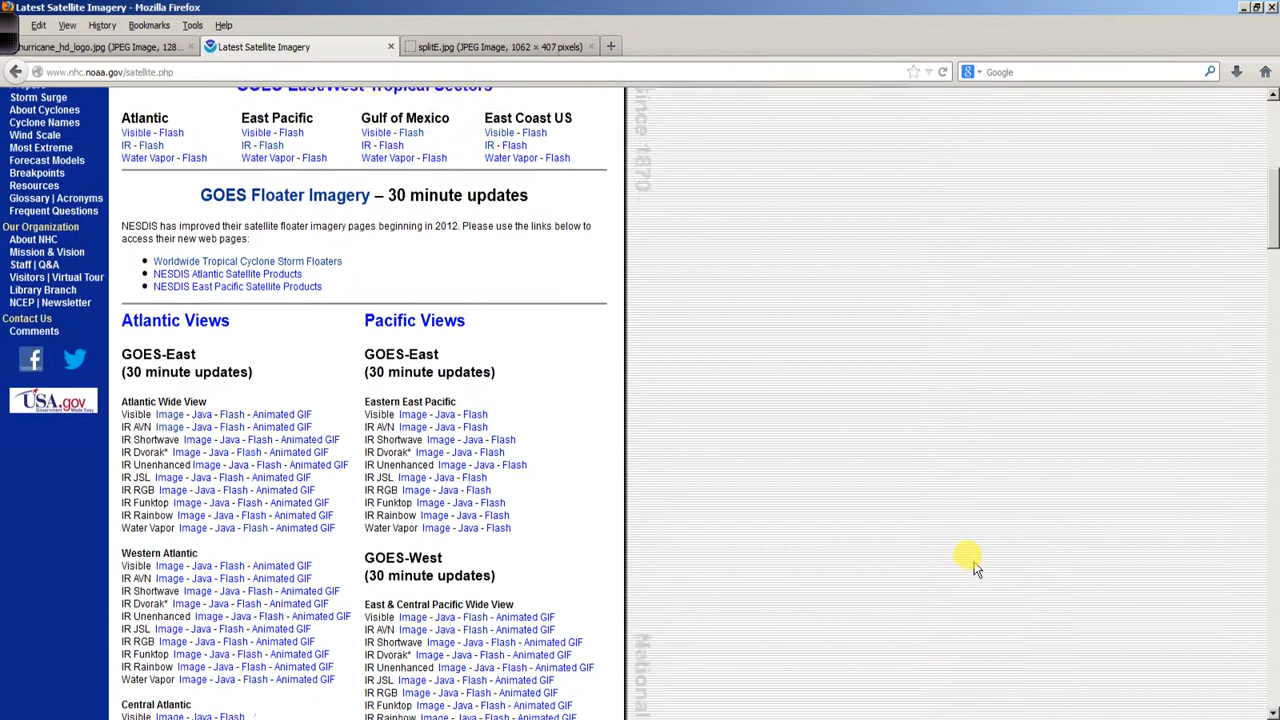 Latest Satellite Imagery - Mozilla Firefox
Edit View History Bookmarks Tools Help
hurricane_hd_logo.jpg (JPEG Image, 128... × Latest Satellite Imagery × splitE.jpg (JPEG Image, 1062 × 407 pixels) × +
www.nhc.noaa.gov/satellite.php Google
Storm Surge
About Cyclones
Cyclone Names
Wind Scale
Most Extreme
Forecast Models
Breakpoints
Resources
Glossary | Acronyms
Frequent Questions
Our Organization
About NHC
Mission & Vision
Staff | Q&A
Visitors | Virtual Tour
Library Branch
NCEP | Newsletter
Contact Us
Comments
USA.gov
Government Made Easy
GOES East/West Tropical Sectors
Atlantic East Pacific Gulf of Mexico East Coast US
Visible - Flash Visible - Flash Visible - Flash Visible - Flash
IR - Flash IR - Flash IR - Flash IR - Flash
Water Vapor - Flash Water Vapor - Flash Water Vapor - Flash Water Vapor - Flash
GOES Floater Imagery – 30 minute updates
NESDIS has improved their satellite floater imagery pages beginning in 2012. Please use the links below to
access their new web pages:
Worldwide Tropical Cyclone Storm Floaters
NESDIS Atlantic Satellite Products
NESDIS East Pacific Satellite Products
Atlantic Views
GOES-East
(30 minute updates)
Atlantic Wide View
Visible Image - Java - Flash - Animated GIF
IR AVN Image - Java - Flash - Animated GIF
IR Shortwave Image - Java - Flash - Animated GIF
IR Dvorak* Image - Java - Flash - Animated GIF
IR Unenhanced Image - Java - Flash - Animated GIF
IR JSL Image - Java - Flash - Animated GIF
IR RGB Image - Java - Flash - Animated GIF
IR Funktop Image - Java - Flash - Animated GIF
IR Rainbow Image - Java - Flash - Animated GIF
Water Vapor Image - Java - Flash - Animated GIF
Western Atlantic
Visible Image - Java - Flash - Animated GIF
IR AVN Image - Java - Flash - Animated GIF
IR Shortwave Image - Java - Flash - Animated GIF
IR Dvorak* Image - Java - Flash - Animated GIF
IR Unenhanced Image - Java - Flash - Animated GIF
IR JSL Image - Java - Flash - Animated GIF
IR RGB Image - Java - Flash - Animated GIF
IR Funktop Image - Java - Flash - Animated GIF
IR Rainbow Image - Java - Flash - Animated GIF
Water Vapor Image - Java - Flash - Animated GIF
Central Atlantic
Visible Image - Java - Flash
Pacific Views
GOES-East
(30 minute updates)
Eastern East Pacific
Visible Image - Java - Flash
IR AVN Image - Java - Flash
IR Shortwave Image - Java - Flash
IR Dvorak* Image - Java - Flash
IR Unenhanced Image - Java - Flash
IR JSL Image - Java - Flash
IR RGB Image - Java - Flash
IR Funktop Image - Java - Flash
IR Rainbow Image - Java - Flash
Water Vapor Image - Java - Flash
GOES-West
(30 minute updates)
East & Central Pacific Wide View
Visible Image - Java - Flash - Animated GIF
IR AVN Image - Java - Flash - Animated GIF
IR Shortwave Image - Java - Flash - Animated GIF
IR Dvorak* Image - Java - Flash - Animated GIF
IR Unenhanced Image - Java - Flash - Animated GIF
IR JSL Image - Java - Flash - Animated GIF
IR RGB Image - Java - Flash - Animated GIF
IR Funktop Image - Java - Flash - Animated GIF
IR Rainbow Image - Java - Flash - Animated GIF
Since 1870...
National